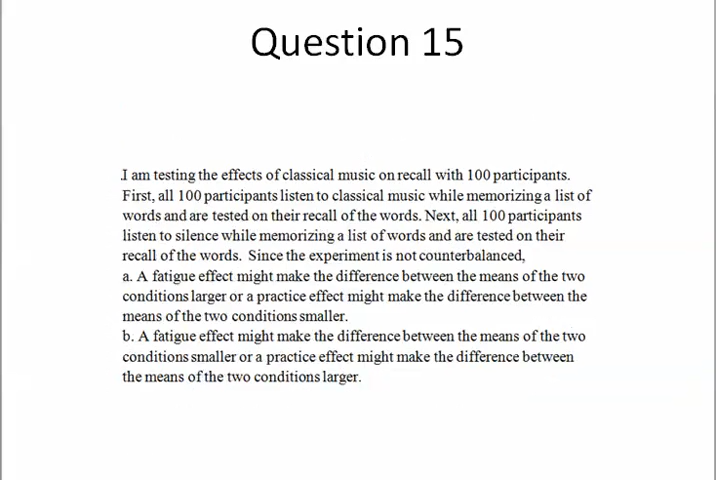 Question 15
.I am testing the effects of classical music on recall with 100 participants.
First, all 100 participants listen to classical music while memorizing a list of
words and are tested on their recall of the words. Next, all 100 participants
listen to silence while memorizing a list of words and are tested on their
recall of the words. Since the experiment is not counterbalanced,
a. A fatigue effect might make the difference between the means of the two
conditions larger or a practice effect might make the difference between the
means of the two conditions smaller.
b. A fatigue effect might make the difference between the means of the two
conditions smaller or a practice effect might make the difference between
the means of the two conditions larger.